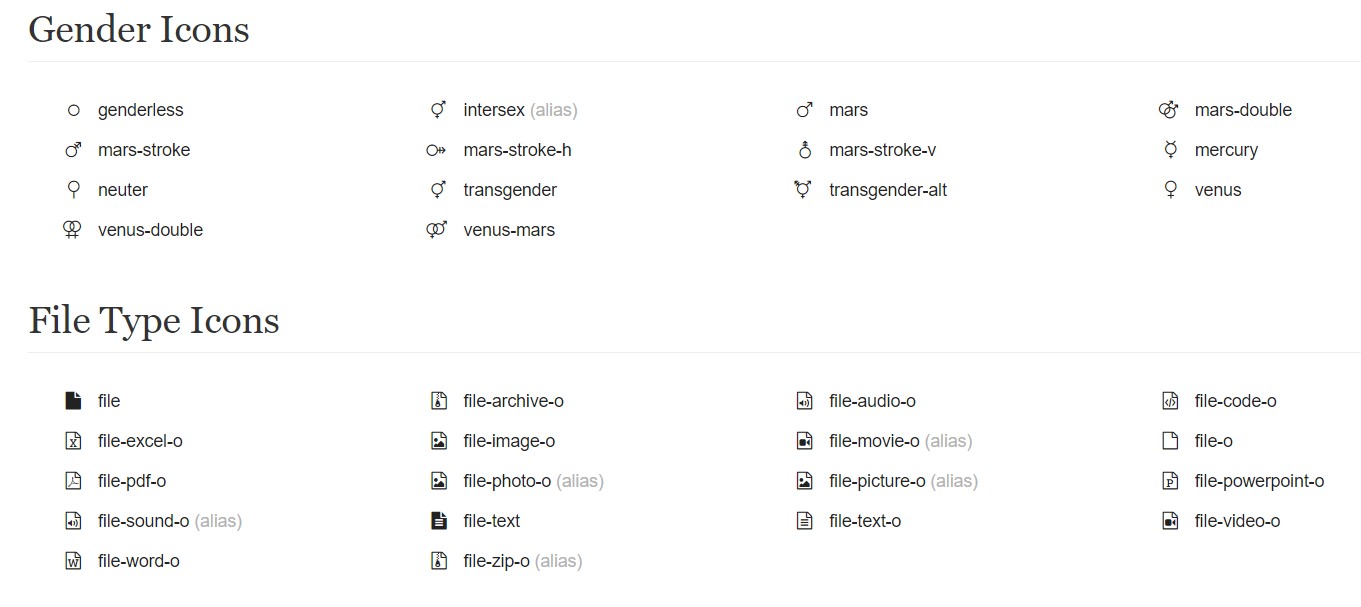 Gender Icons
genderless intersex (alias) mars mars-double
mars-stroke mars-stroke-h mars-stroke-v mercury
neuter transgender transgender-alt venus
venus-double venus-mars
File Type Icons
file file-archive-o file-audio-o file-code-o
file-excel-o file-image-o file-movie-o (alias) file-o
file-pdf-o file-photo-o (alias) file-picture-o (alias) file-powerpoint-o
file-sound-o (alias) file-text file-text-o file-video-o
file-word-o file-zip-o (alias)